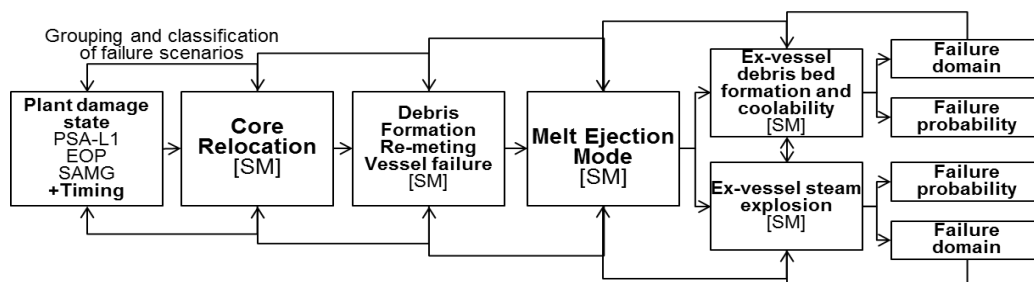 Grouping and classification
of failure scenarios
Plant damage
state
PSA-L1
EOP
SAMG
+Timing
Core
Relocation
[SM]
Debris
Formation
Re-meting
Vessel failure
[SM]
Melt Ejection
Mode
[SM]
Ex-vessel
debris bed
formation and
coolability
[SM]
Ex-vessel steam
explosion
[SM]
Failure
domain
Failure
probability
Failure
probability
Failure
domain